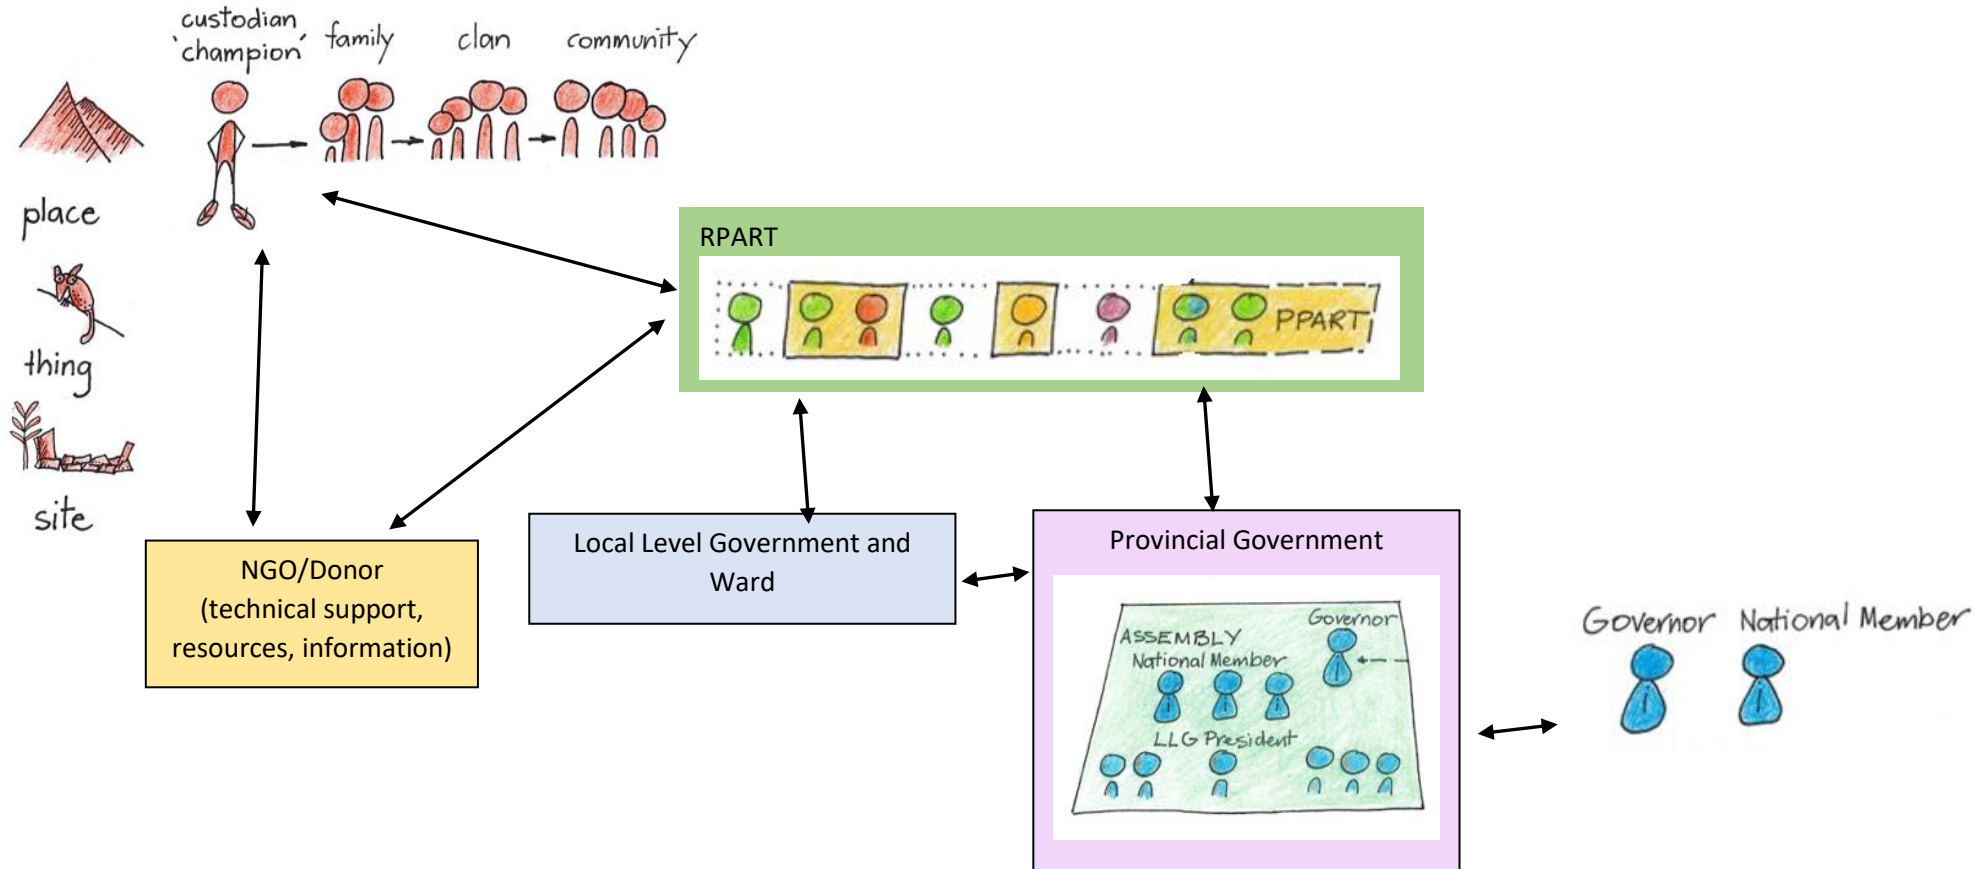 custodian
'champion'
family
clan
community
place
thing
site
RPART
PPART
NGO/Donor
(technical support,
resources, information)
Local Level Government and
Ward
Provincial Government
Governor
ASSEMBLY
National Member
LLG President
Governor
National Member